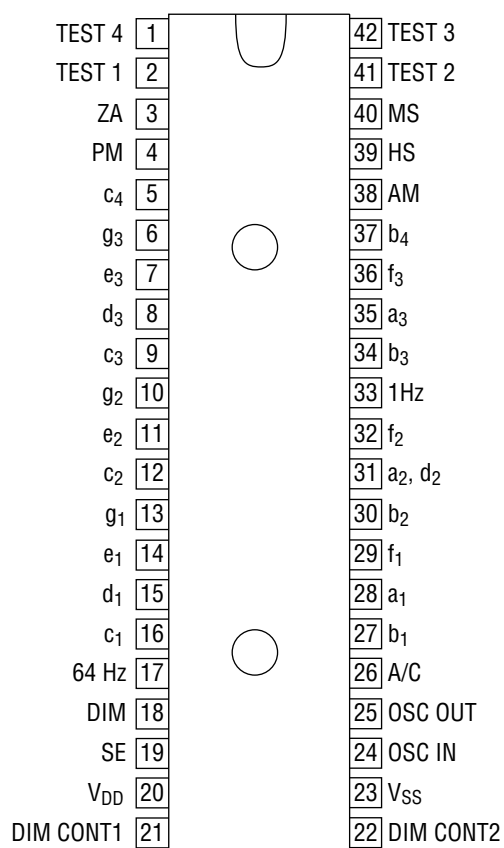 TEST 4 1 42 TEST 3
TEST 1 2 41 TEST 2
ZA 3 40 MS
PM 4 39 HS
c4 5 38 AM
g3 6 37 b4
e3 7 36 f3
d3 8 35 a3
c3 9 34 b3
g2 10 33 1Hz
e2 11 32 f2
c2 12 31 a2, d2
g1 13 30 b2
e1 14 29 f1
d1 15 28 a1
c1 16 27 b1
64 Hz 17 26 A/C
DIM 18 25 OSC OUT
SE 19 24 OSC IN
VDD 20 23 VSS
DIM CONT1 21 22 DIM CONT2